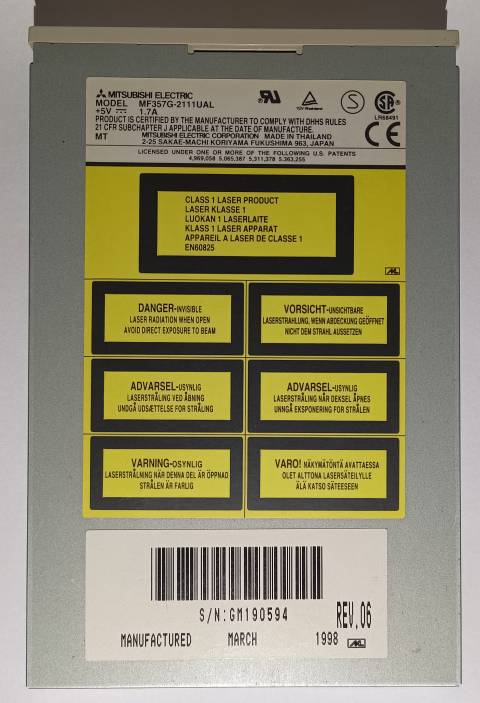 MITSUBISHI ELECTRIC
MODEL MF357G-2111UAL
+5V 1.7A
PRODUCT IS CERTIFIED BY THE MANUFACTURER TO COMPLY WITH DHHS RULES
21 CFR SUBCHAPTER J APPLICABLE AT THE DATE OF MANUFACTURE.
MT MITSUBISHI ELECTRIC CORPORATION MADE IN THAILAND
2-25 SAKAE-MACHI KORIYAMA FUKUSHIMA 963, JAPAN
TÜV Rheinland
S
LR68491
CE
LICENSED UNDER ONE OR MORE OF THE FOLLOWING U.S. PATENTS
4,969,058 5,065,387 5,311,378 5,363,255
CLASS 1 LASER PRODUCT
LASER KLASSE 1
LUOKAN 1 LASERLAITE
KLASS 1 LASER APPARAT
APPAREIL A LASER DE CLASSE 1
EN60825
DANGER-INVISIBLE
LASER RADIATION WHEN OPEN
AVOID DIRECT EXPOSURE TO BEAM
VORSICHT-UNSICHTBARE
LASERSTRAHLUNG, WENN ABDECKUNG GEÖFFNET
NICHT DEM STRAHL AUSSETZEN
ADVARSEL-USYNLIG
LASERSTRÅLING VED ÅBNING
UNDGÅ UDSÆTTELSE FOR STRÅLING
ADVARSEL-USYNLIG
LASERSTRÅLING NÅR DEKSEL ÅPNES
UNNGÅ EKSPONERING FOR STRÅLEN
VARNING-OSYNLIG
LASERSTRÅLNING NÄR DENNA DEL ÄR ÖPPNAD
STRÅLEN ÄR FARLIG
VARO! NÄKYMÄTÖNTÄ AVATTAESSA
OLET ALTTONA LASERSÄTEILYLLE
ÄLÄ KATSO SÄTEESEEN
S/N:GM190594
REV.06
MANUFACTURED MARCH 1998